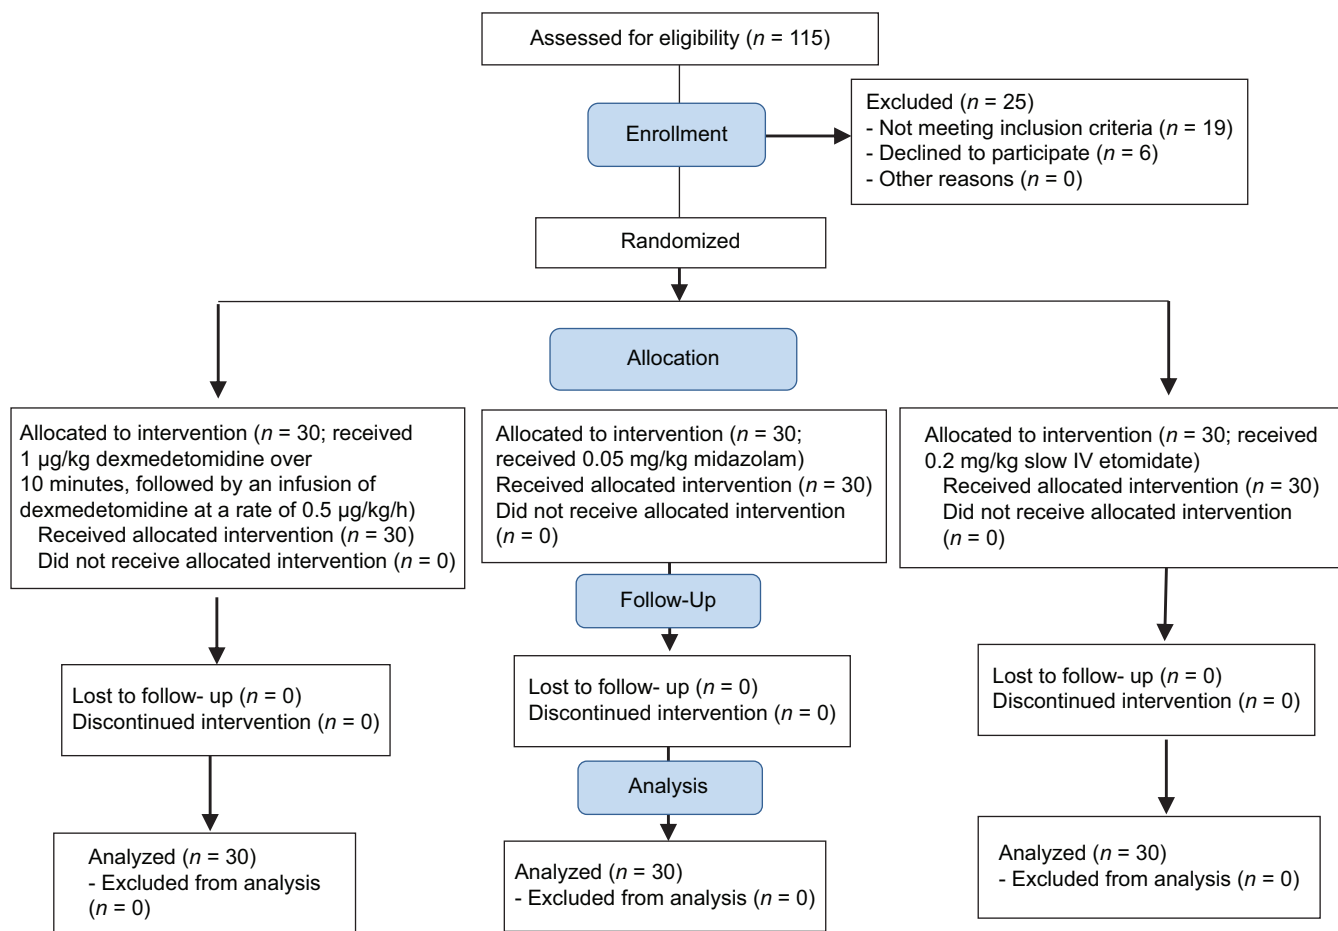 Assessed for eligibility (n = 115)
Enrollment
Excluded (n = 25)
- Not meeting inclusion criteria (n = 19)
- Declined to participate (n = 6)
- Other reasons (n = 0)
Randomized
Allocation
Allocated to intervention (n = 30; received
1 µg/kg dexmedetomidine over
10 minutes, followed by an infusion of
dexmedetomidine at a rate of 0.5 µg/kg/h)
Received allocated intervention (n = 30)
Did not receive allocated intervention (n = 0)
Allocated to intervention (n = 30;
received 0.05 mg/kg midazolam)
Received allocated intervention (n = 30)
Did not receive allocated intervention
(n = 0)
Allocated to intervention (n = 30; received
0.2 mg/kg slow IV etomidate)
Received allocated intervention (n = 30)
Did not receive allocated intervention
(n = 0)
Follow-Up
Lost to follow- up (n = 0)
Discontinued intervention (n = 0)
Lost to follow- up (n = 0)
Discontinued intervention (n = 0)
Lost to follow- up (n = 0)
Discontinued intervention (n = 0)
Analysis
Analyzed (n = 30)
- Excluded from analysis
(n = 0)
Analyzed (n = 30)
- Excluded from analysis (n = 0)
Analyzed (n = 30)
- Excluded from analysis (n = 0)